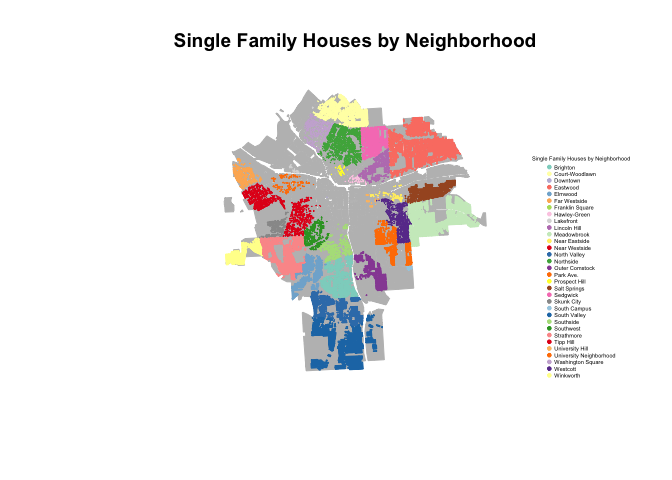 Single Family Houses by Neighborhood
Single Family Houses by Neighborhood
Brighton
Court-Woodlawn
Downtown
Eastwood
Elmwood
Far Westside
Franklin Square
Hawley-Green
Lakefront
Lincoln Hill
Meadowbrook
Near Eastside
Near Westside
North Valley
Northside
Outer Comstock
Park Ave.
Prospect Hill
Salt Springs
Sedgwick
Skunk City
South Campus
South Valley
Southside
Southwest
Strathmore
Tipp Hill
University Hill
University Neighborhood
Washington Square
Westcott
Winkworth